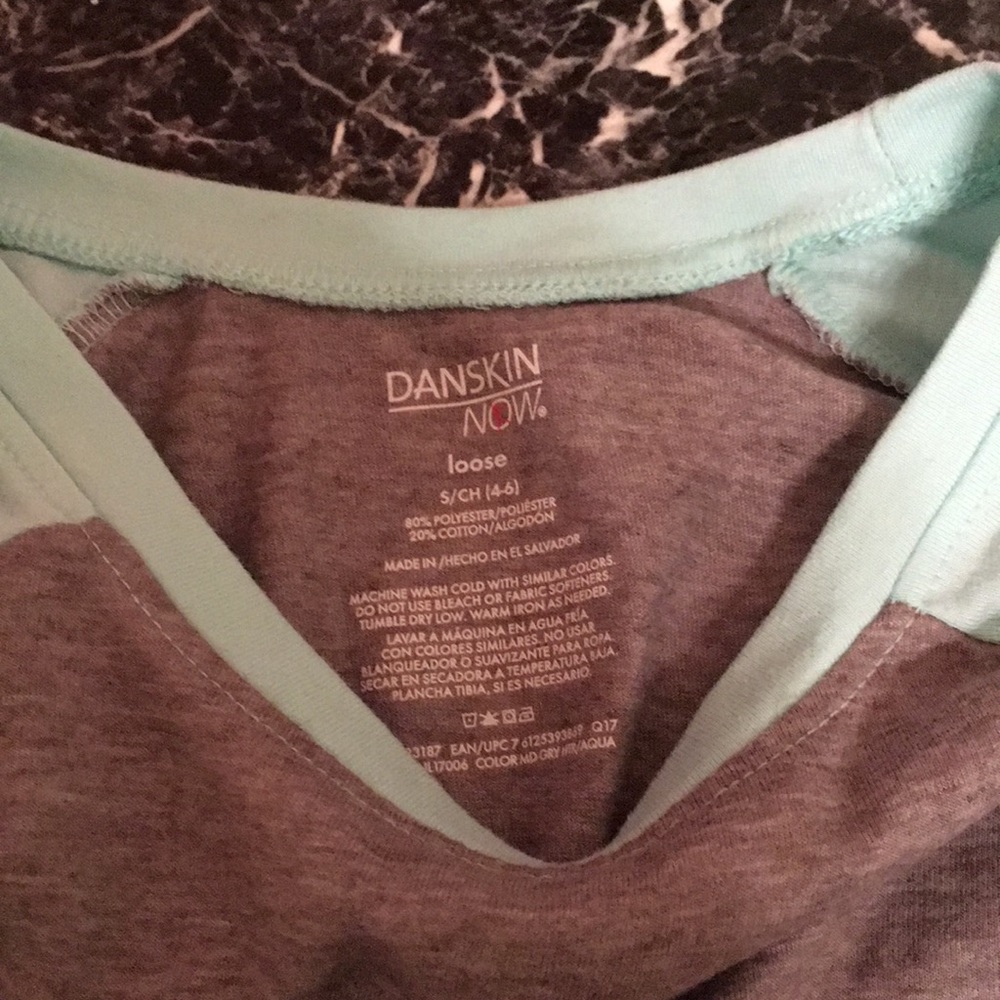 DANSKIN
NOW®
loose
S/CH (4-6)
80% POLYESTER/POLIÉSTER
20% COTTON/ALGODÓN
MADE IN /HECHO EN EL SALVADOR
MACHINE WASH COLD WITH SIMILAR COLORS.
DO NOT USE BLEACH OR FABRIC SOFTENERS.
TUMBLE DRY LOW. WARM IRON AS NEEDED.
LAVAR A MÁQUINA EN AGUA FRÍA
CON COLORES SIMILARES. NO USAR
BLANQUEADOR O SUAVIZANTE PARA ROPA.
SECAR EN SECADORA A TEMPERATURA BAJA.
PLANCHA TIBIA, SI ES NECESARIO.
EAN/UPC 7 Q17
COLOR MD GRY HTR/AQUA